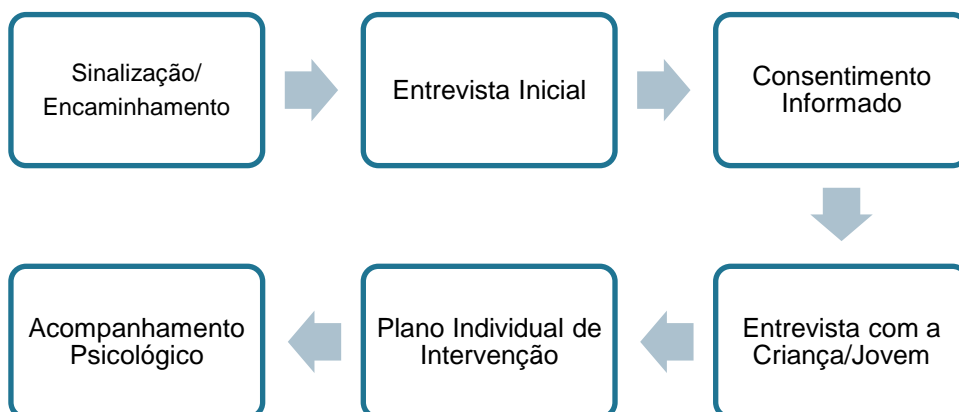 Sinalização/
Encaminhamento
Entrevista Inicial
Consentimento
Informado
Entrevista com a
Criança/Jovem
Plano Individual de
Intervenção
Acompanhamento
Psicológico